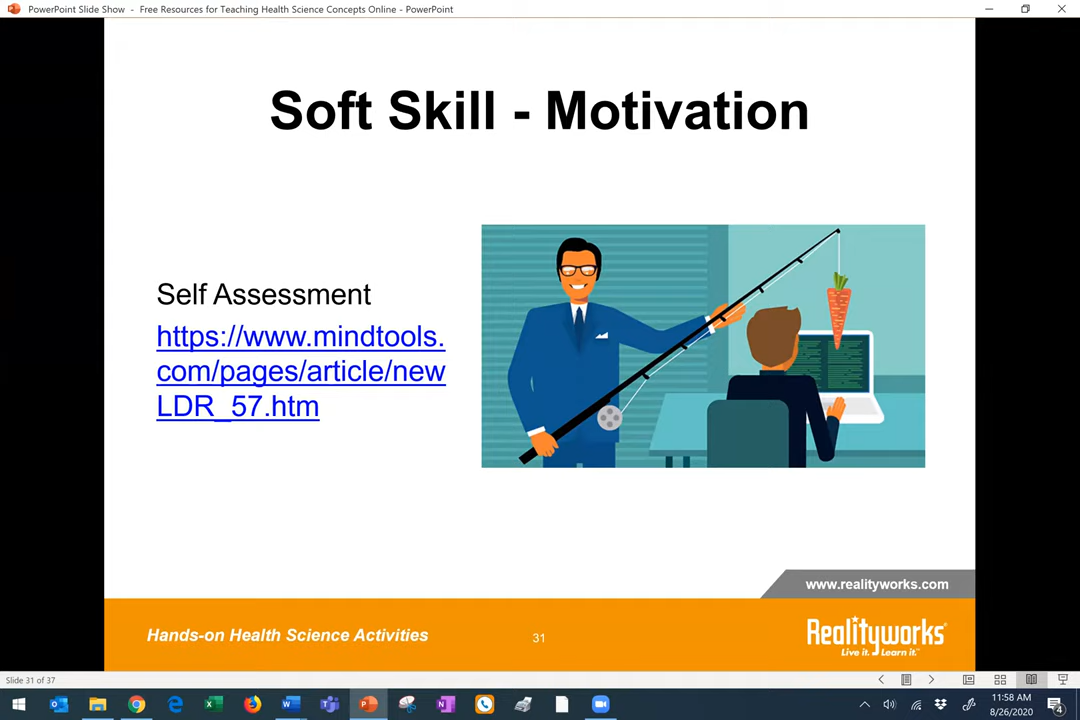 PowerPoint Slide Show - Free Resources for Teaching Health Science Concepts Online - PowerPoint
Soft Skill - Motivation
Self Assessment
https://www.mindtools.
com/pages/article/new
LDR_57.htm
www.realityworks.com
Hands-on Health Science Activities
31
Realityworks
Live it. Learn it.™
Slide 31 of 37
11:58 AM
8/26/2020
4